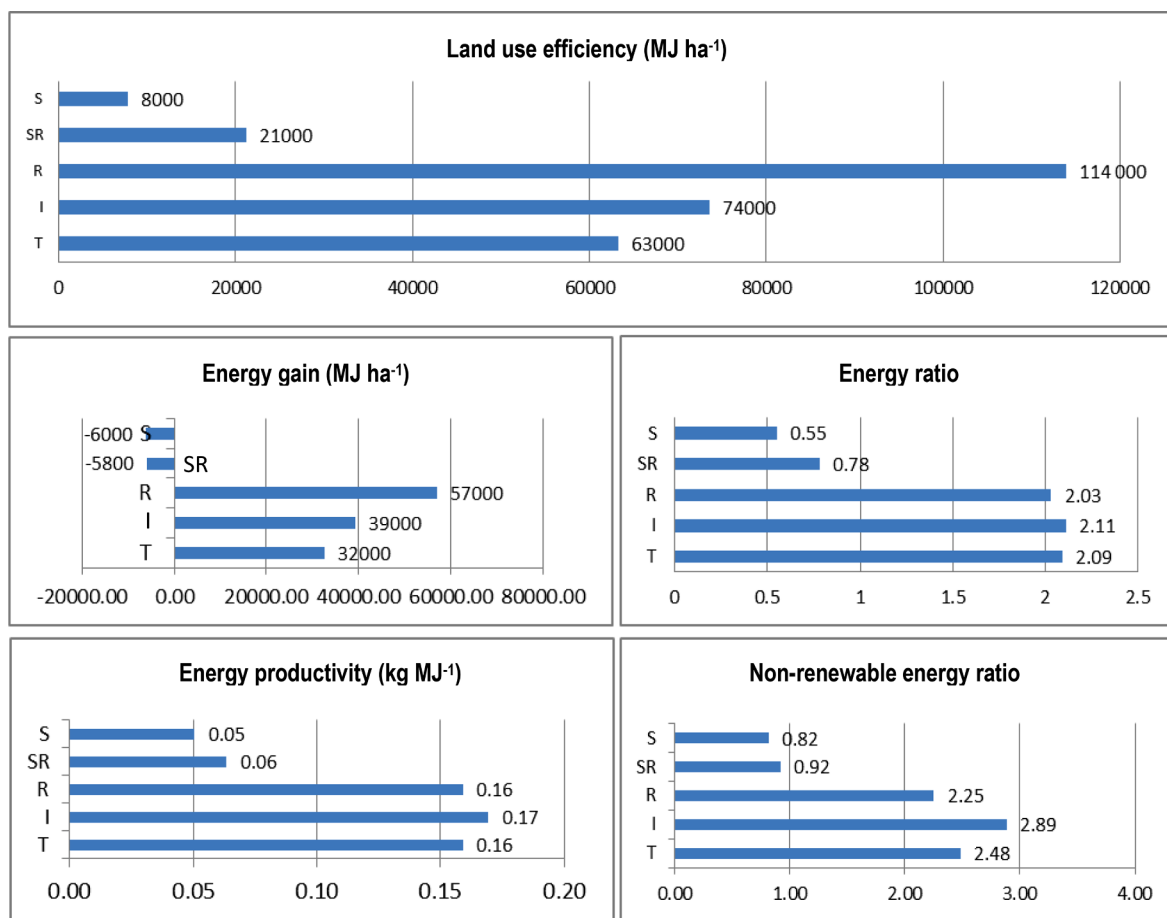 Land use efficiency (MJ ha⁻¹)
S 8000
SR 21000
R 114 000
I 74000
T 63000
0 20000 40000 60000 80000 100000 120000
Energy gain (MJ ha⁻¹)
-6000 S
-5800 SR
R 57000
I 39000
T 32000
-20000.00 0.00 20000.00 40000.00 60000.00 80000.00
Energy ratio
S 0.55
SR 0.78
R 2.03
I 2.11
T 2.09
0 0.5 1 1.5 2 2.5
Energy productivity (kg MJ⁻¹)
S 0.05
SR 0.06
R 0.16
I 0.17
T 0.16
0.00 0.05 0.10 0.15 0.20
Non-renewable energy ratio
S 0.82
SR 0.92
R 2.25
I 2.89
T 2.48
0.00 1.00 2.00 3.00 4.00